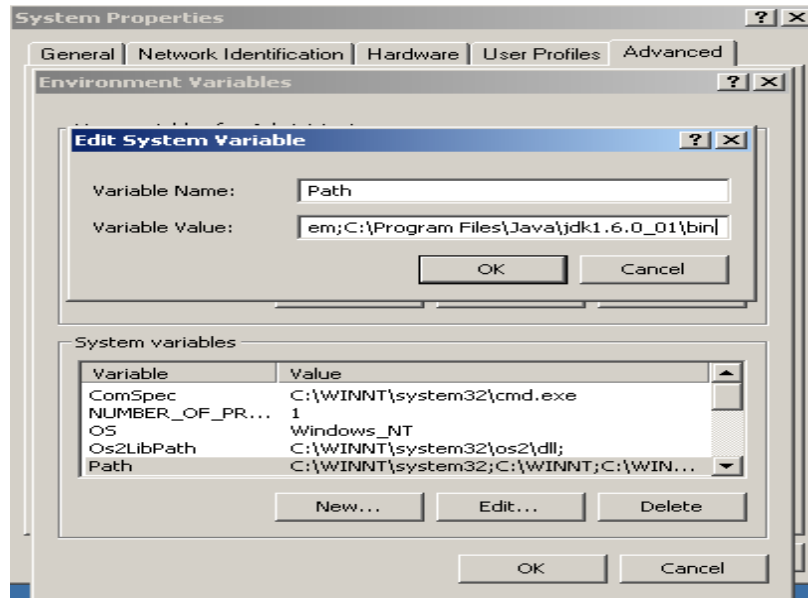 System Properties
General Network Identification Hardware User Profiles Advanced
Environment Variables
Edit System Variable
Variable Name: Path
Variable Value: em;C:\Program Files\Java\jdk1.6.0_01\bin
OK Cancel
System variables
Variable Value
ComSpec C:\WINNT\system32\cmd.exe
NUMBER_OF_PR... 1
OS Windows_NT
Os2LibPath C:\WINNT\system32\os2\dll;
Path C:\WINNT\system32;C:\WINNT;C:\WIN...
New... Edit... Delete
OK Cancel